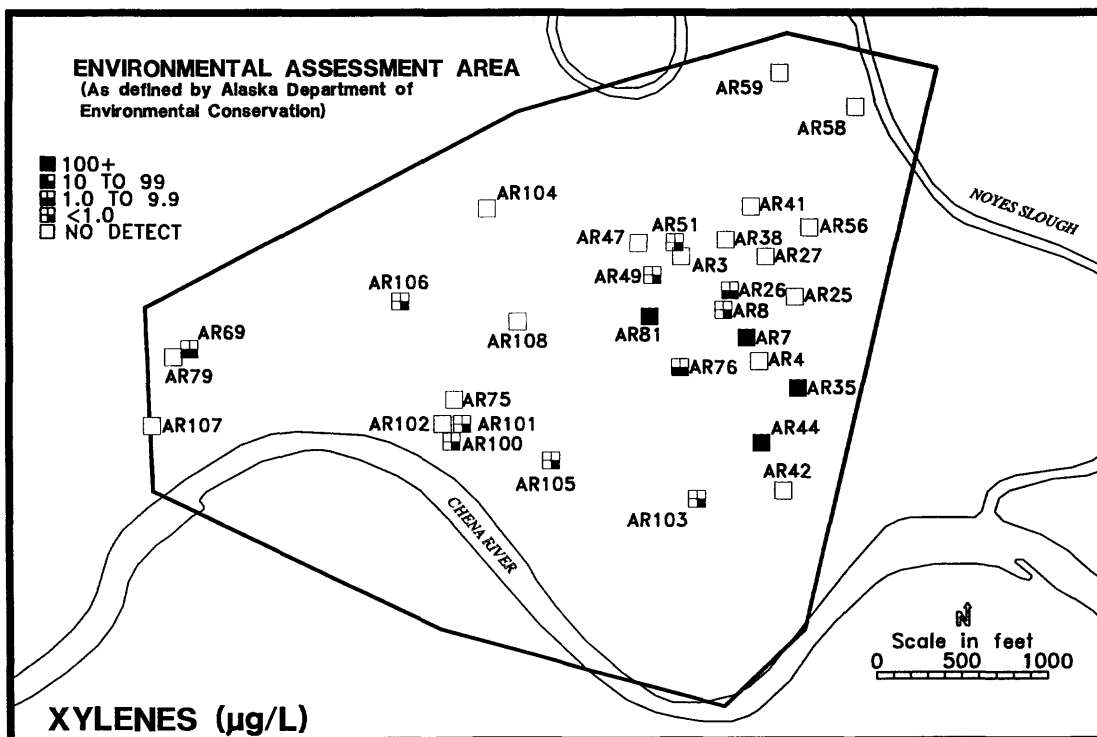 ENVIRONMENTAL ASSESSMENT AREA
(As defined by Alaska Department of
Environmental Conservation)
100+
10 TO 99
1.0 TO 9.9
<1.0
NO DETECT
AR59
AR58
AR104
AR41
AR56
NOYES SLOUGH
AR51
AR47
AR38
AR3
AR27
AR49
AR106
AR26
AR25
AR8
AR69
AR108
AR81
AR7
AR79
AR76
AR4
AR75
AR35
AR107
AR102
AR101
AR100
AR44
AR105
AR42
AR103
CHENA RIVER
N
Scale in feet
0 500 1000
XYLENES (µg/L)